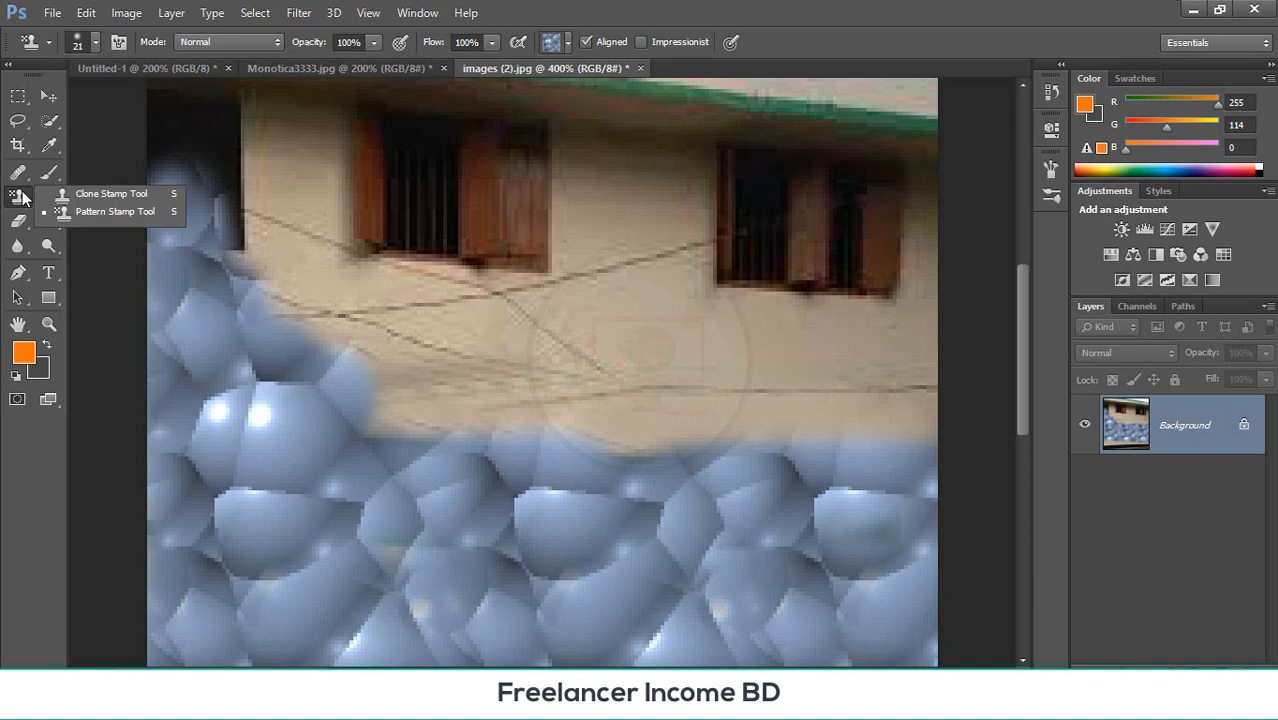 Ps File Edit Image Layer Type Select Filter 3D View Window Help
21 Mode: Normal Opacity: 100% Flow: 100% Aligned Impressionist Essentials
Untitled-1 @ 200% (RGB/8) * × Monotica3333.jpg @ 200% (RGB/8#) * × images (2).jpg @ 400% (RGB/8#) * ×
Color Swatches
R 255
G 114
B 0
Clone Stamp Tool S
Pattern Stamp Tool S
Adjustments Styles
Add an adjustment
Layers Channels Paths
Kind
Normal Opacity: 100%
Lock: Fill: 100%
Background
Freelancer Income BD